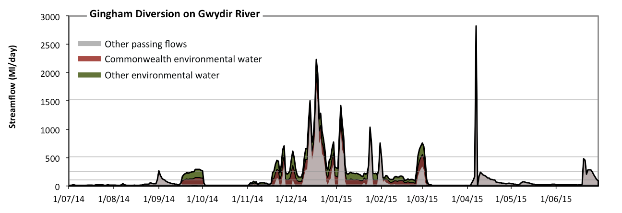 Gingham Diversion on Gwydir River
3000
2500
2000
1500
1000
500
0
Streamflow (Ml/day)
Other passing flows
Commonwealth environmental water
Other environmental water
1/07/14 1/08/14 1/09/14 1/10/14 1/11/14 1/12/14 1/01/15 1/02/15 1/03/15 1/04/15 1/05/15 1/06/15